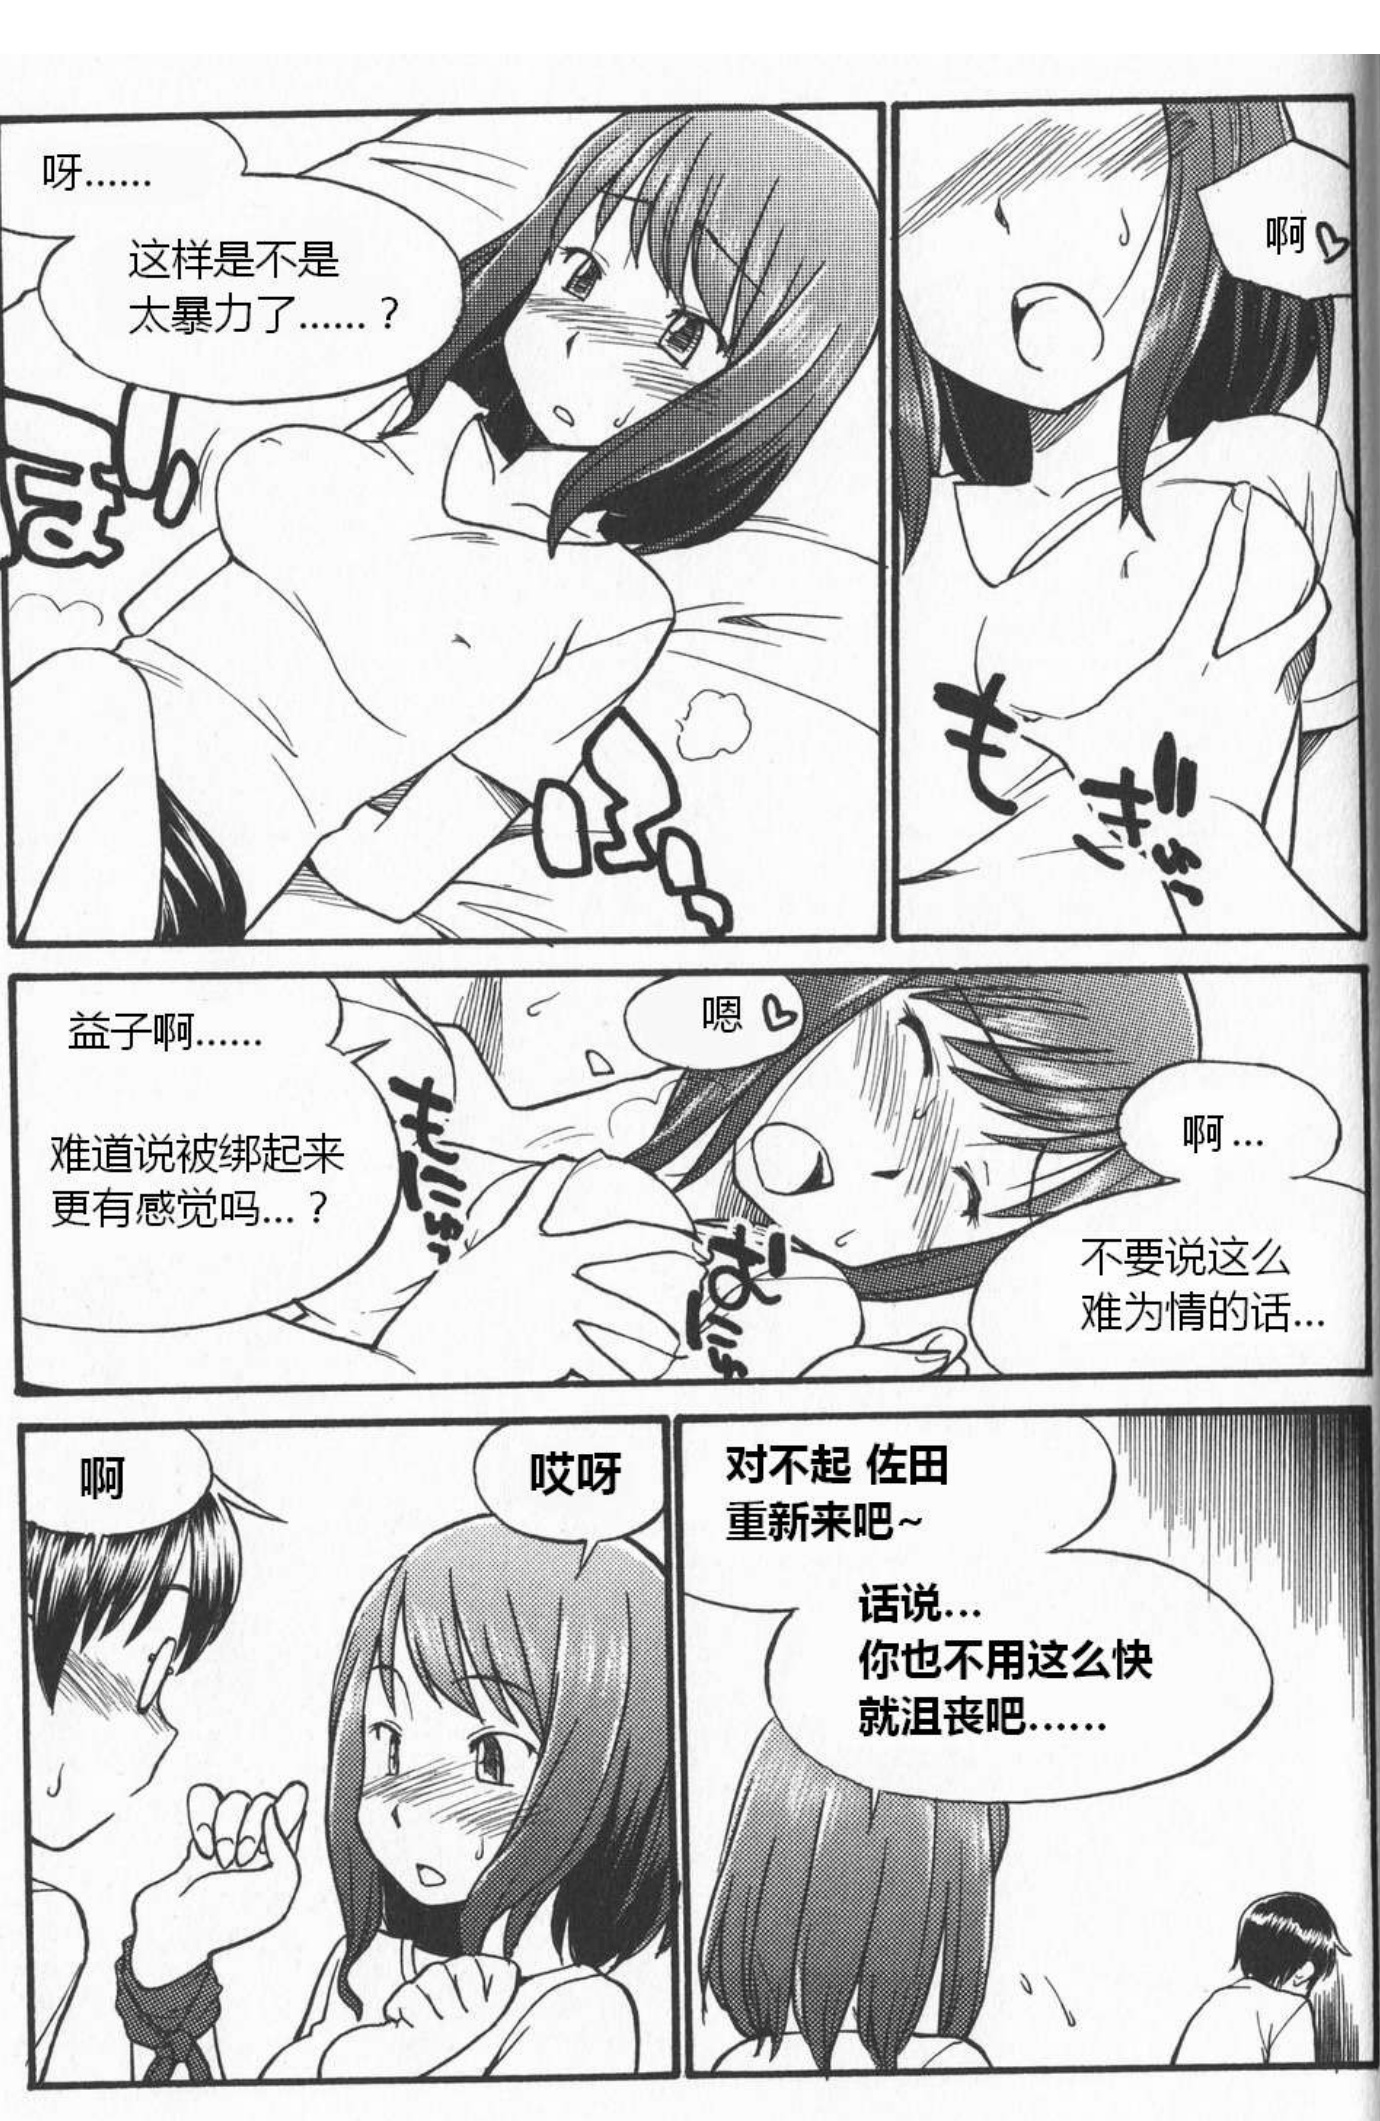 啊♡
もぎゅ
呀……
这样是不是
太暴力了……？
嗯♡
啊…
不要说这么
难为情的话…
益子啊……
难道说被绑起来
更有感觉吗…？
对不起 佐田
重新来吧~
话说…
你也不用这么快
就沮丧吧……
哎呀
啊